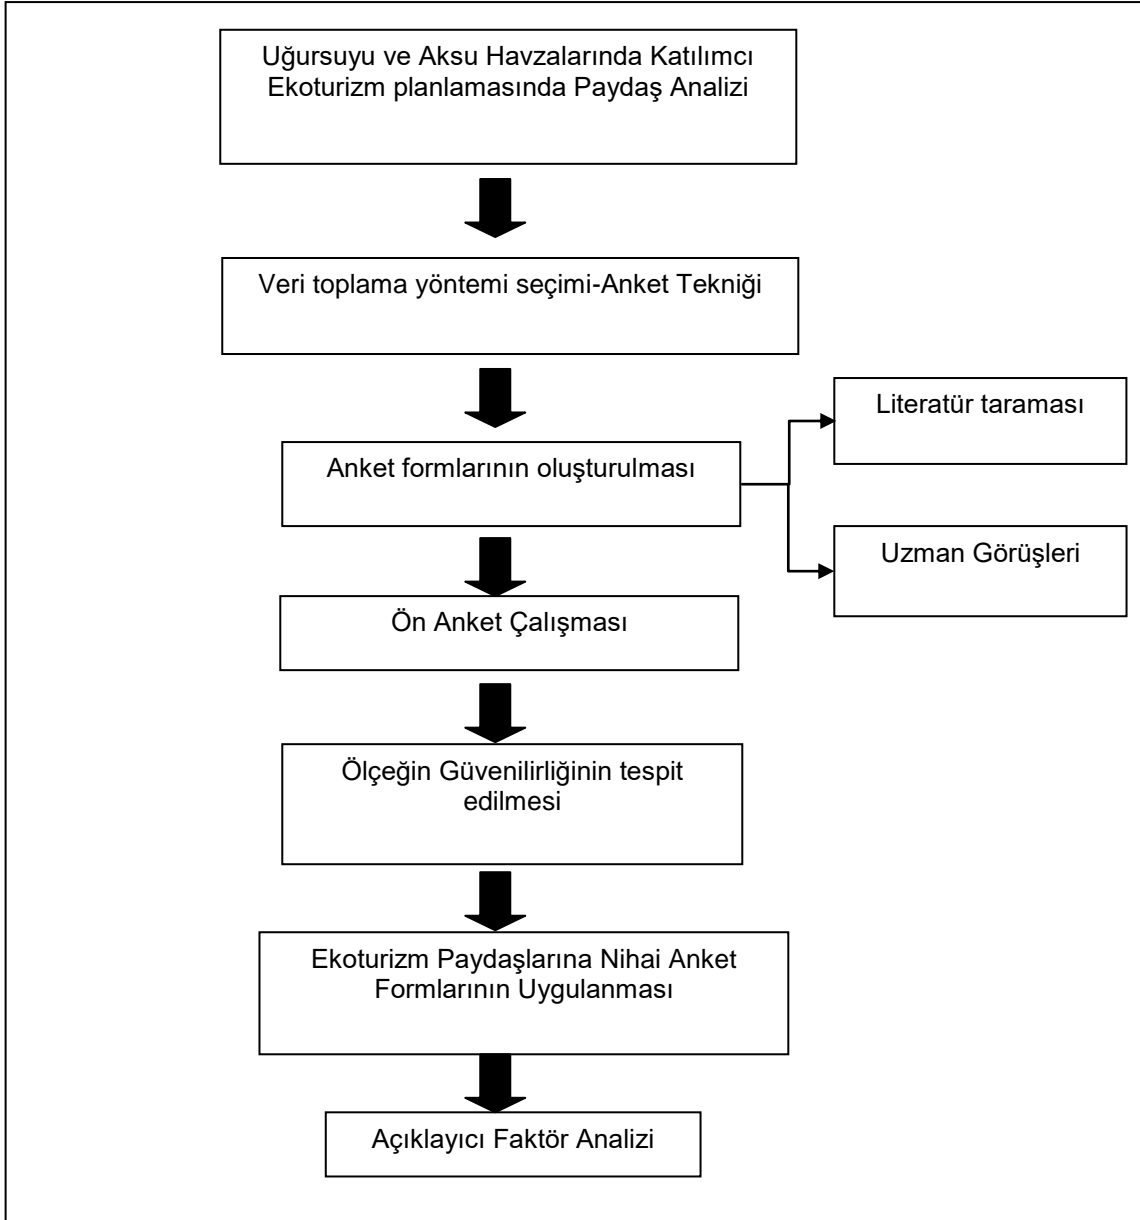 Uğursuyu ve Aksu Havzalarında Katılımcı
Ekoturizm planlamasında Paydaş Analizi
Veri toplama yöntemi seçimi-Anket Tekniği
Literatür taraması
Anket formlarının oluşturulması
Uzman Görüşleri
Ön Anket Çalışması
Ölçeğin Güvenilirliğinin tespit
edilmesi
Ekoturizm Paydaşlarına Nihai Anket
Formlarının Uygulanması
Açıklayıcı Faktör Analizi